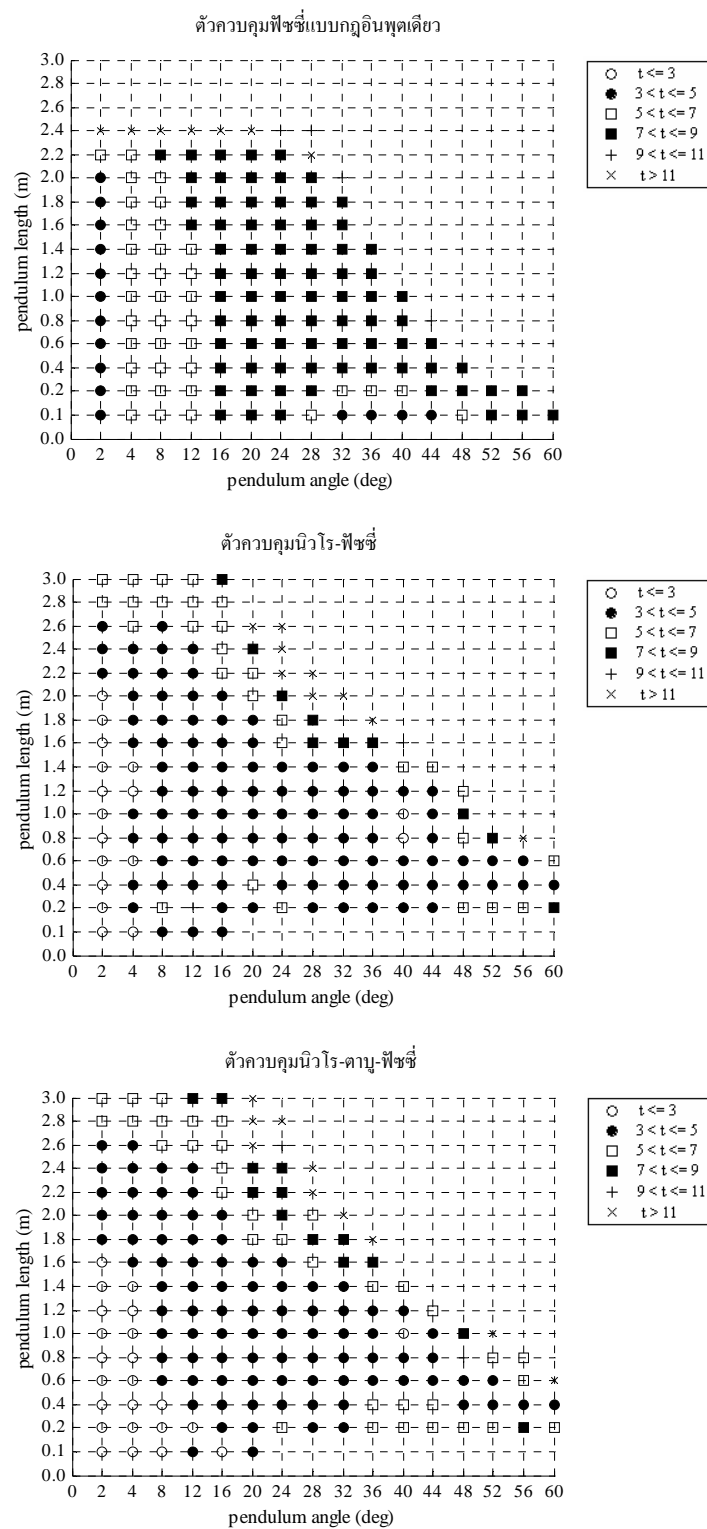 ตัวควบคุมฟัซซี่แบบกฎอินพุตเดียว
3.0
2.8
2.6
2.4
2.2
2.0
1.8
1.6
1.4
1.2
1.0
0.8
0.6
0.4
0.2
0.1
0.0
pendulum length (m)
0 2 4 8 12 16 20 24 28 32 36 40 44 48 52 56 60
pendulum angle (deg)
t <= 3
3 < t <= 5
5 < t <= 7
7 < t <= 9
9 < t <= 11
t > 11
ตัวควบคุมนิวโร-ฟัซซี่
3.0
2.8
2.6
2.4
2.2
2.0
1.8
1.6
1.4
1.2
1.0
0.8
0.6
0.4
0.2
0.1
0.0
pendulum length (m)
0 2 4 8 12 16 20 24 28 32 36 40 44 48 52 56 60
pendulum angle (deg)
t <= 3
3 < t <= 5
5 < t <= 7
7 < t <= 9
9 < t <= 11
t > 11
ตัวควบคุมนิวโร-ตาบู-ฟัซซี่
3.0
2.8
2.6
2.4
2.2
2.0
1.8
1.6
1.4
1.2
1.0
0.8
0.6
0.4
0.2
0.1
0.0
pendulum length (m)
0 2 4 8 12 16 20 24 28 32 36 40 44 48 52 56 60
pendulum angle (deg)
t <= 3
3 < t <= 5
5 < t <= 7
7 < t <= 9
9 < t <= 11
t > 11